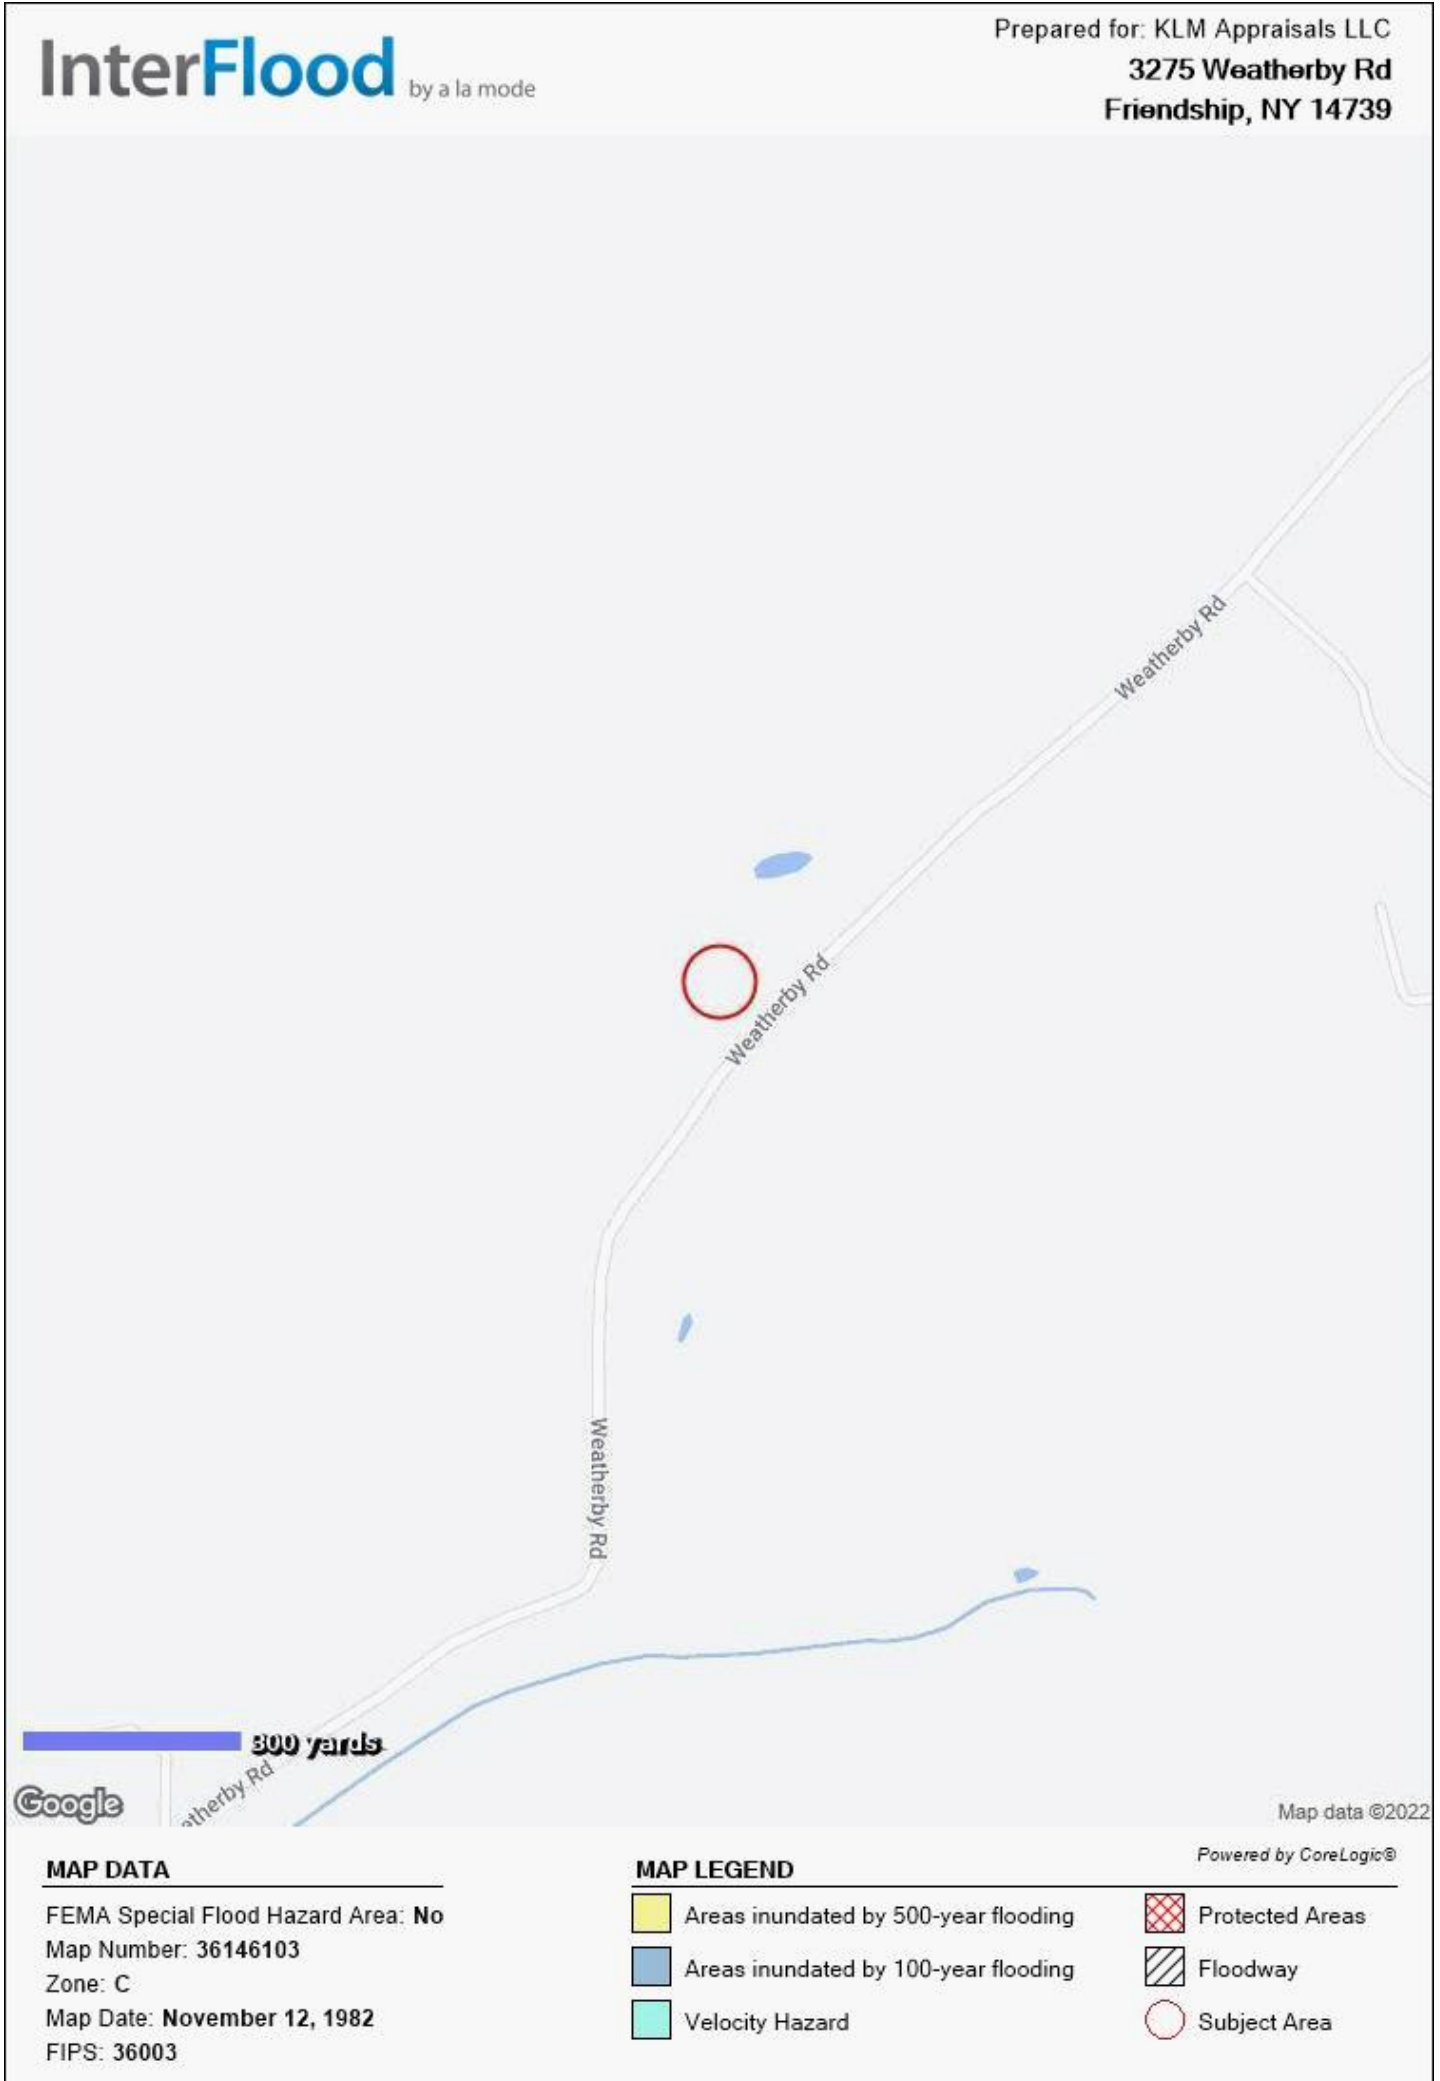 InterFlood by a la mode
Prepared for: KLM Appraisals LLC
3275 Weatherby Rd
Friendship, NY 14739
Weatherby Rd
Weatherby Rd
Weatherby Rd
800 yards
etherby Rd
Google
Map data ©2022
Powered by CoreLogic®
MAP DATA
FEMA Special Flood Hazard Area: No
Map Number: 36146103
Zone: C
Map Date: November 12, 1982
FIPS: 36003
MAP LEGEND
Areas inundated by 500-year flooding
Areas inundated by 100-year flooding
Velocity Hazard
Protected Areas
Floodway
Subject Area